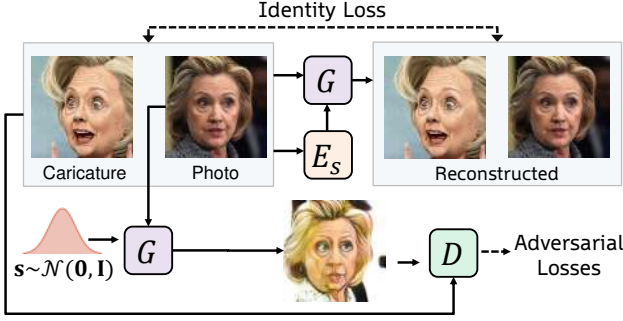 Identity Loss
G
Caricature
Photo
E_s
Reconstructed
s~𝒩(0, I)
G
D
Adversarial
Losses